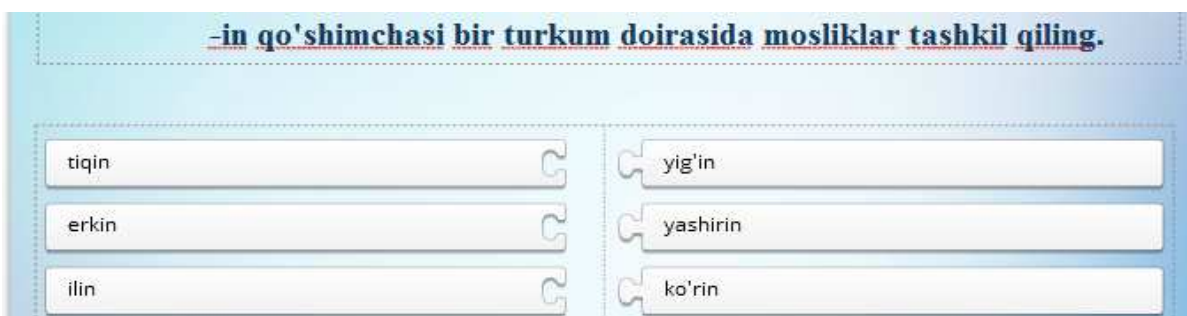 -in qo'shimchasi bir turkum doirasida mosliklar tashkil qiling.
tiqin
yig'in
erkin
yashirin
ilin
ko'rin